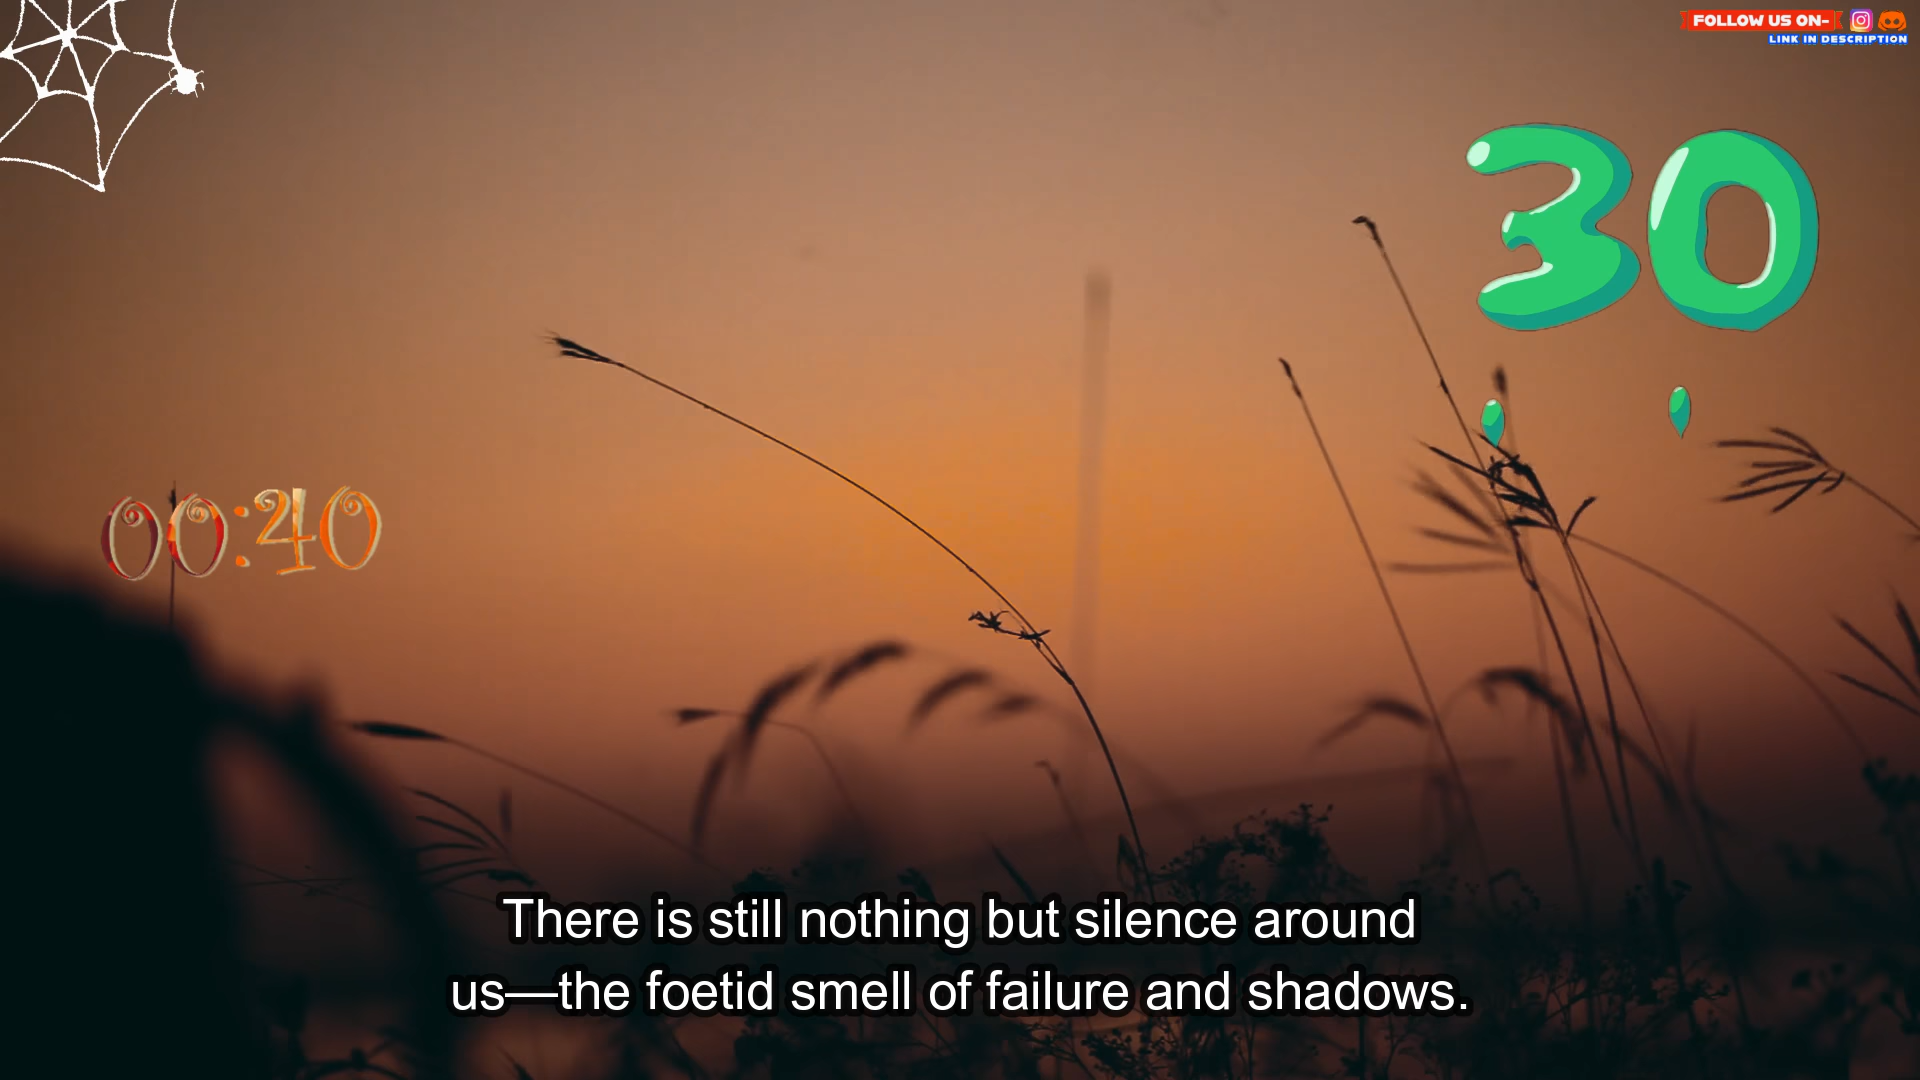 FOLLOW US ON-
LINK IN DESCRIPTION
30
00:40
There is still nothing but silence around
us—the foetid smell of failure and shadows.